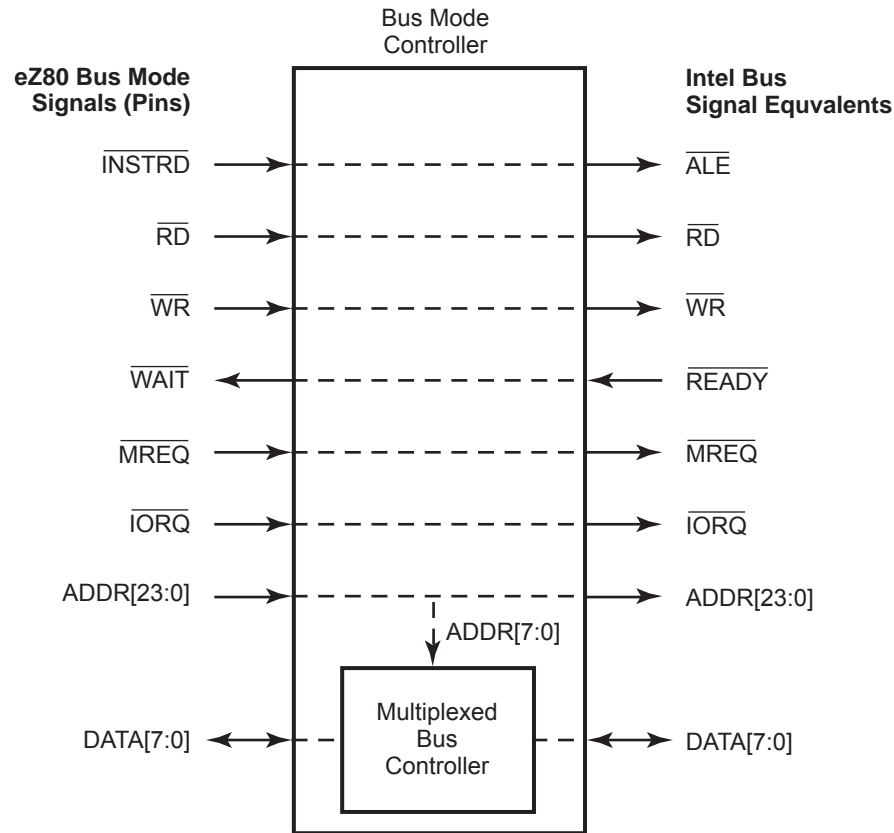 Bus Mode
Controller
eZ80 Bus Mode
Signals (Pins)
Intel Bus
Signal Equvalents
INSTRD
ALE
RD
RD
WR
WR
WAIT
READY
MREQ
MREQ
IORQ
IORQ
ADDR[23:0]
ADDR[23:0]
ADDR[7:0]
Multiplexed
Bus
Controller
DATA[7:0]
DATA[7:0]